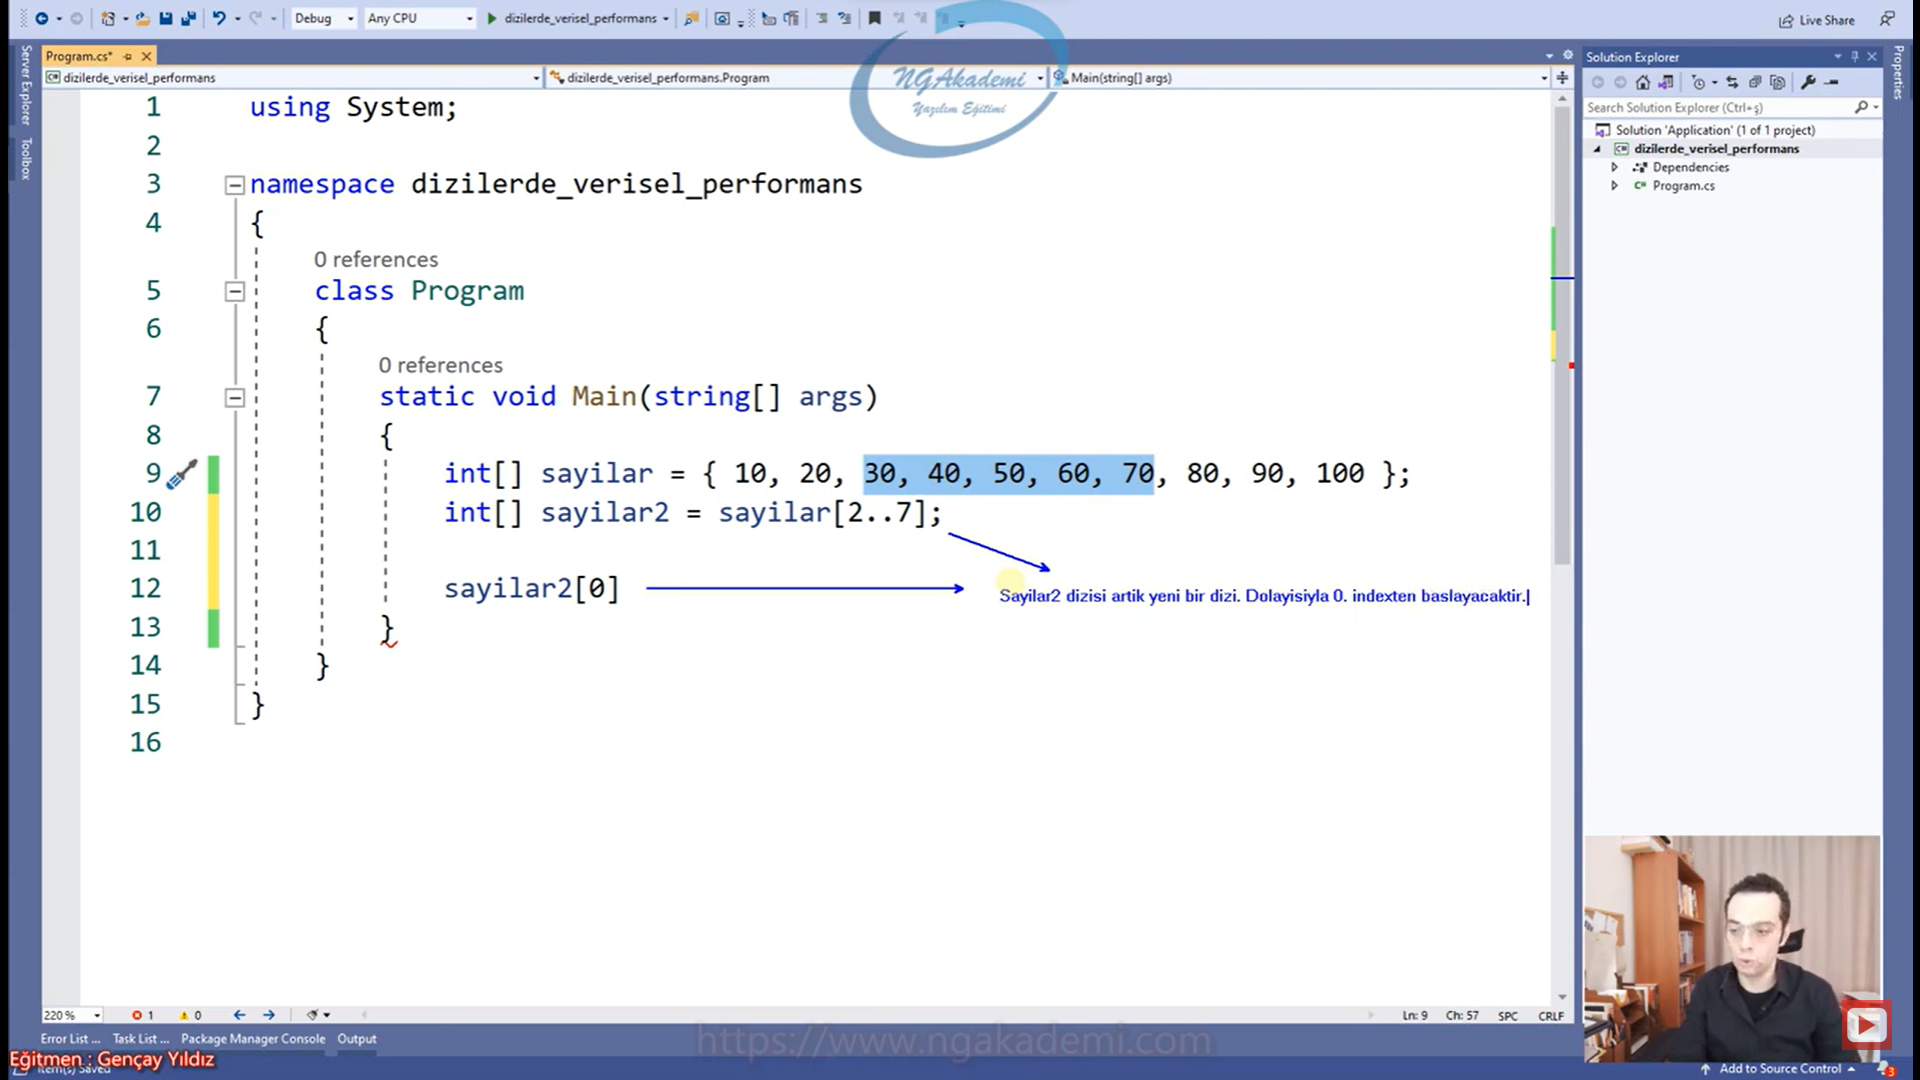 Debug
Any CPU
dizilerde_verisel_performans
Live Share
NGAkademi
Yazılım Eğitimi
Server Explorer
Toolbox
Properties
Program.cs*
dizilerde_verisel_performans
dizilerde_verisel_performans.Program
Main(string[] args)
1 using System;
2
3 namespace dizilerde_verisel_performans
4 {
0 references
5 class Program
6 {
0 references
7 static void Main(string[] args)
8 {
9 int[] sayilar = { 10, 20, 30, 40, 50, 60, 70, 80, 90, 100 };
10 int[] sayilar2 = sayilar[2..7];
11
12 sayilar2[0]
Sayilar2 dizisi artik yeni bir dizi. Dolayisiyla 0. indexten baslayacaktir.
13 }
14 }
15 }
16
Solution Explorer
Search Solution Explorer (Ctrl+ş)
Solution 'Application' (1 of 1 project)
dizilerde_verisel_performans
Dependencies
Program.cs
220 %
1
0
Ln: 9
Ch: 57
SPC
CRLF
Error List ...
Task List ...
Package Manager Console
Output
https://www.ngakademi.com
Eğitmen : Gençay Yıldız
Item(s) Saved
Add to Source Control
3